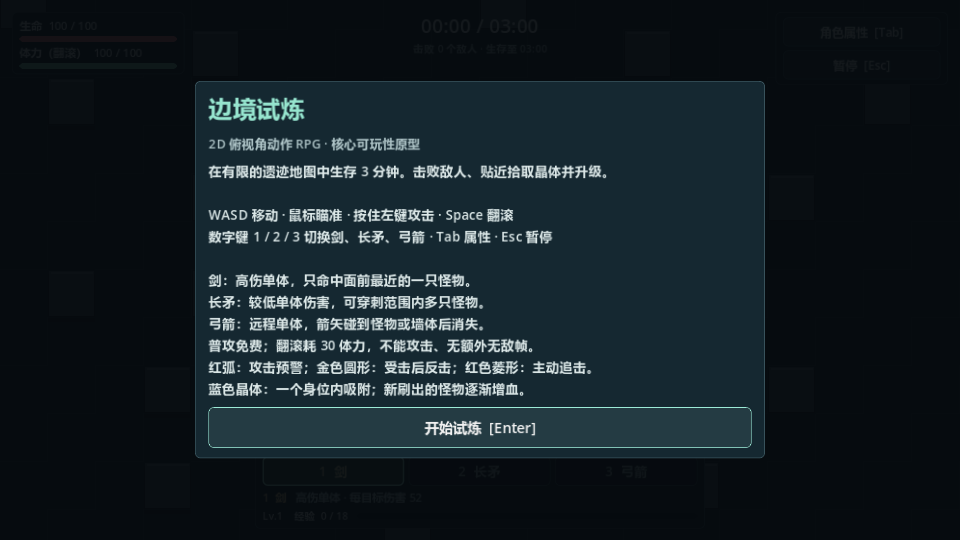 生命 100 / 100
体力（翻滚） 100 / 100
00:00 / 03:00
角色属性 [Tab]
暂停 [Esc]
边境试炼
2D 俯视角动作 RPG · 核心可玩性原型
在有限的遗迹地图中生存 3 分钟。击败敌人、贴近拾取晶体并升级。
WASD 移动 · 鼠标瞄准 · 按住左键攻击 · Space 翻滚
数字键 1 / 2 / 3 切换剑、长矛、弓箭 · Tab 属性 · Esc 暂停
剑：高伤单体，只命中面前最近的一只怪物。
长矛：较低单体伤害，可穿刺范围内多只怪物。
弓箭：远程单体，箭矢碰到怪物或墙体后消失。
普攻免费；翻滚耗 30 体力，不能攻击、无额外无敌帧。
红弧：攻击预警；金色圆形：受击后反击；红色菱形：主动追击。
蓝色晶体：一个身位内吸附；新刷出的怪物逐渐增血。
开始试炼 [Enter]
1 剑
2 长矛
3 弓箭
Lv.1 经验 0 / 18